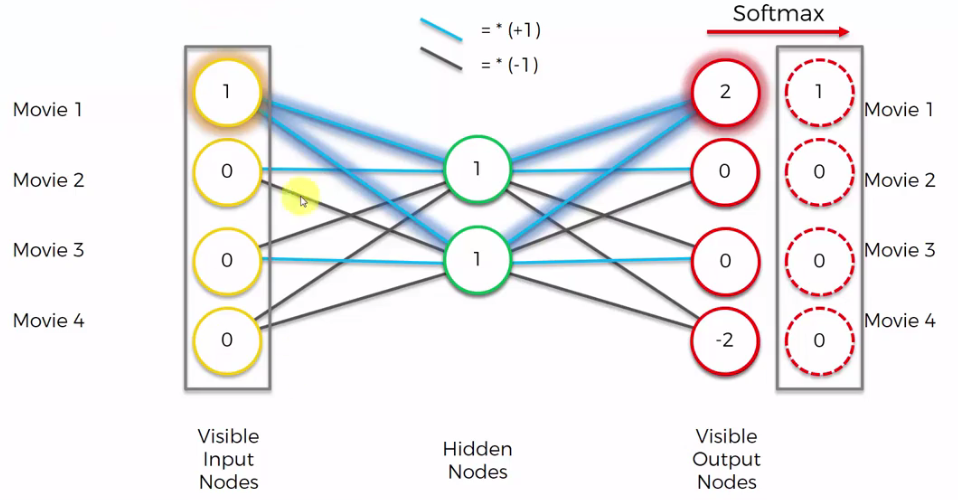 Softmax
= * (+1)
= * (-1)
Movie 1
1
1
2
1
Movie 1
Movie 2
0
0
0
Movie 2
Movie 3
0
1
0
0
Movie 3
Movie 4
0
-2
0
Movie 4
Visible
Input
Nodes
Hidden
Nodes
Visible
Output
Nodes